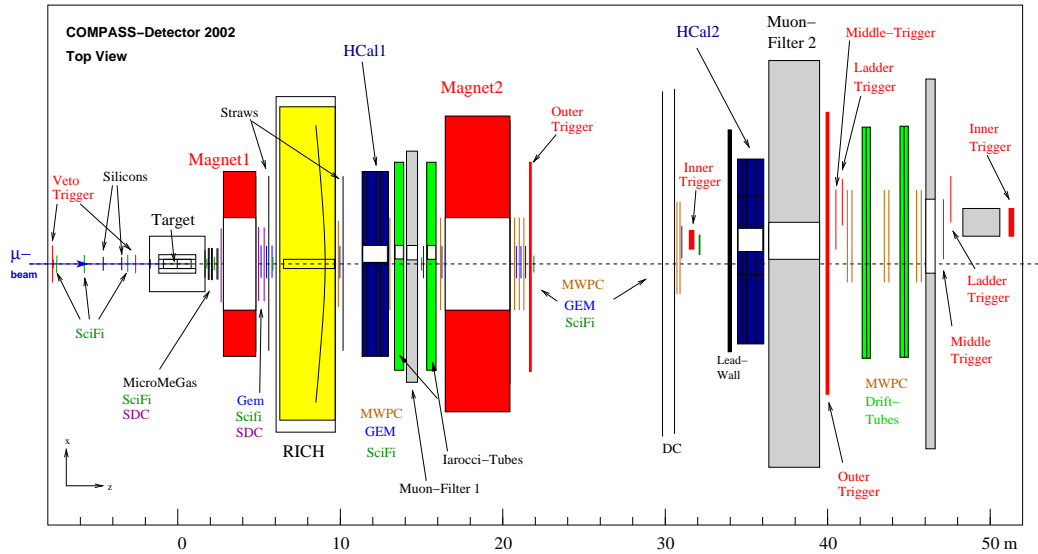 COMPASS−Detector 2002
Top View
HCal1
HCal2
Muon−
Filter 2
Middle−Trigger
Ladder
Trigger
Magnet2
Straws
Outer
Trigger
Inner
Trigger
Magnet1
Veto
Trigger
Silicons
Target
Inner
Trigger
μ−
beam
SciFi
MWPC
GEM
SciFi
Ladder
Trigger
Middle
Trigger
Lead−
Wall
MicroMeGas
SciFi
SDC
Gem
Scifi
SDC
MWPC
GEM
SciFi
MWPC
Drift−
Tubes
RICH
Iarocci−Tubes
Muon−Filter 1
DC
Outer
Trigger
x
z
0
10
20
30
40
50 m